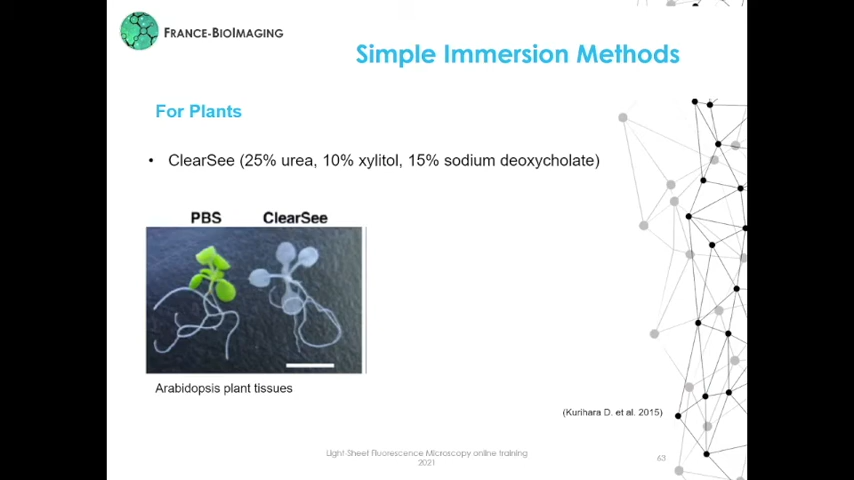 FRANCE-BIOIMAGING
Simple Immersion Methods
For Plants
• ClearSee (25% urea, 10% xylitol, 15% sodium deoxycholate)
PBS ClearSee
Arabidopsis plant tissues
(Kurihara D. et al. 2015)
Light-Sheet Fluorescence Microscopy online training
2021
63